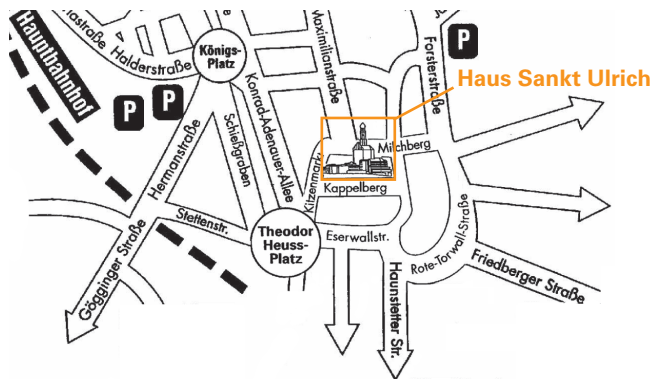 Hauptbahnhof
Halderstraße
Königs-
Platz
Maximilianstraße
Forsterstraße
P
P
P
Haus Sankt Ulrich
Konrad-Adenauer-Allee
Schießgraben
Hermanstraße
Milchberg
Kitzenmarkt
Kappelberg
Stettenstr.
Theodor
Heuss-
Platz
Eserwallstr.
Rote-Torwall-Straße
Gögginger Straße
Haunstetter Str.
Friedberger Straße